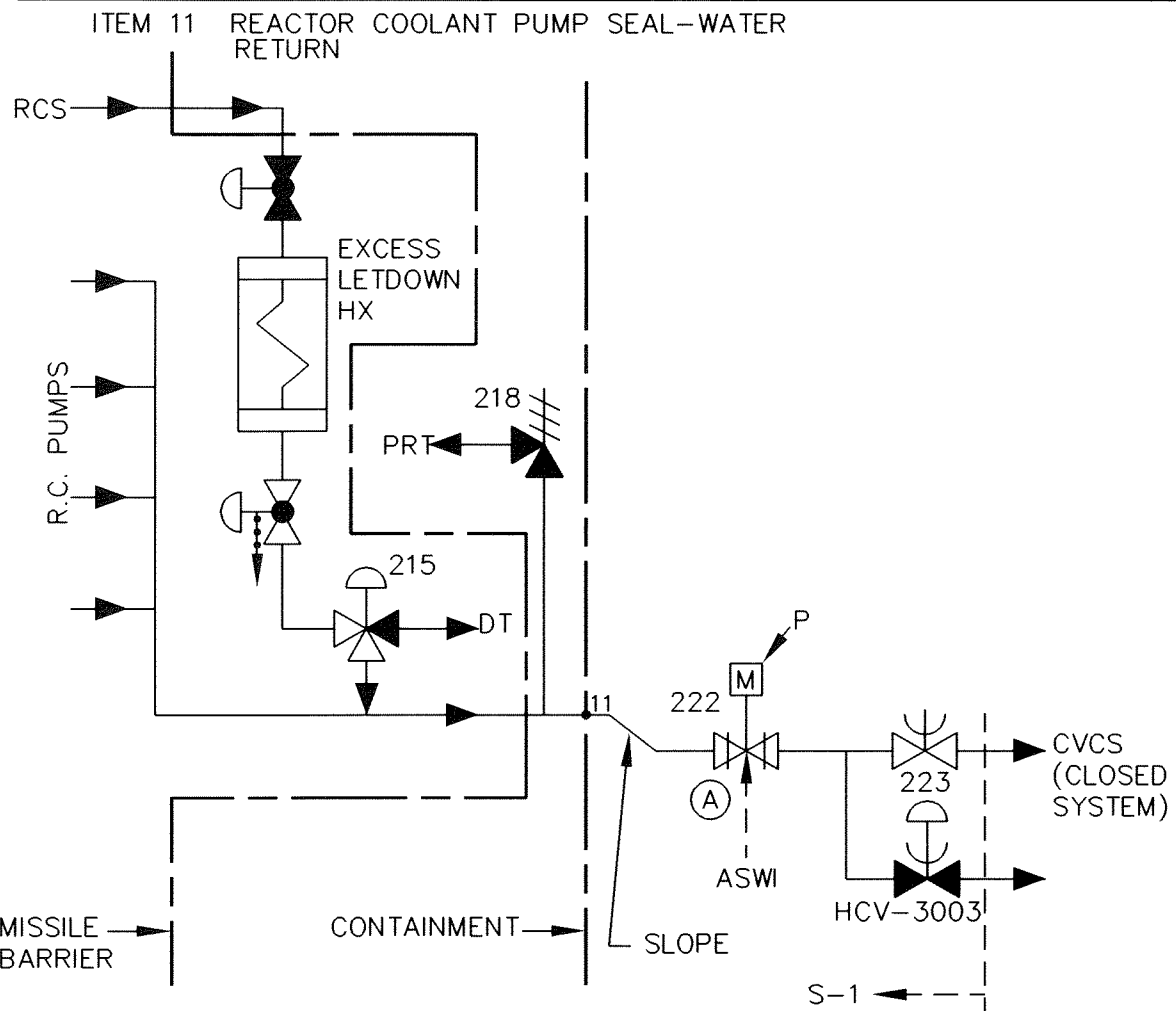 ITEM 11 REACTOR COOLANT PUMP SEAL-WATER
RETURN
RCS
EXCESS
LETDOWN
HX
R.C. PUMPS
218
PRT
215
DT
P
M
11
222
CVCS
(CLOSED
SYSTEM)
223
A
ASWI
HCV-3003
MISSILE
BARRIER
CONTAINMENT
SLOPE
S-1